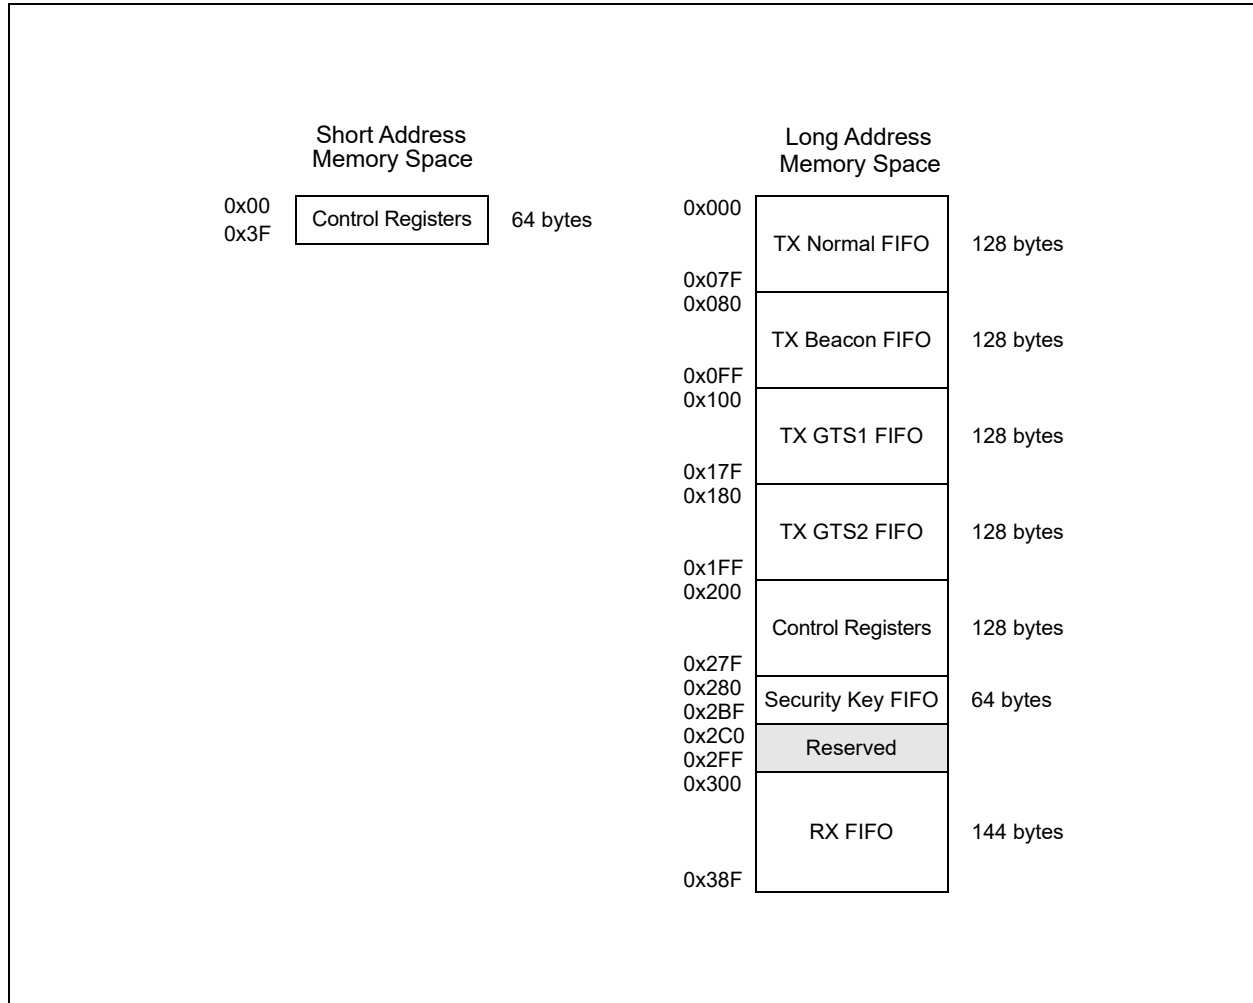 Short Address
Memory Space
0x00
0x3F
Control Registers
64 bytes
Long Address
Memory Space
0x000
TX Normal FIFO
128 bytes
0x07F
0x080
TX Beacon FIFO
128 bytes
0x0FF
0x100
TX GTS1 FIFO
128 bytes
0x17F
0x180
TX GTS2 FIFO
128 bytes
0x1FF
0x200
Control Registers
128 bytes
0x27F
0x280
Security Key FIFO
64 bytes
0x2BF
0x2C0
Reserved
0x2FF
0x300
RX FIFO
144 bytes
0x38F